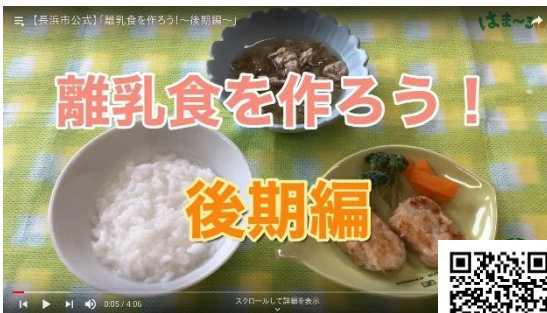 【長浜市公式】「離乳食を作ろう!～後期編～」
はま～る
離乳食を作ろう！
後期編
0:05 / 4:06
スクロールして詳細を表示